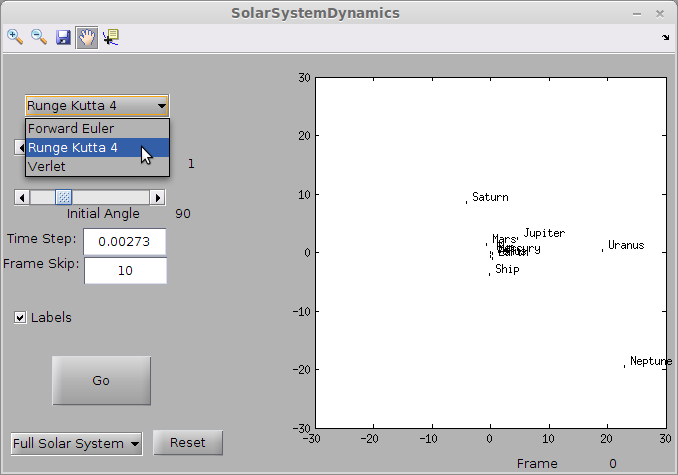 SolarSystemDynamics
Runge Kutta 4
Forward Euler
Runge Kutta 4
Verlet
1
Initial Angle 90
Time Step: 0.00273
Frame Skip: 10
Labels
Go
Full Solar System
Reset
30
20
10
0
-10
-20
-30
-30 -20 -10 0 10 20 30
Saturn
Jupiter
Mars
Mercury
Earth
Uranus
Ship
Neptune
Frame 0